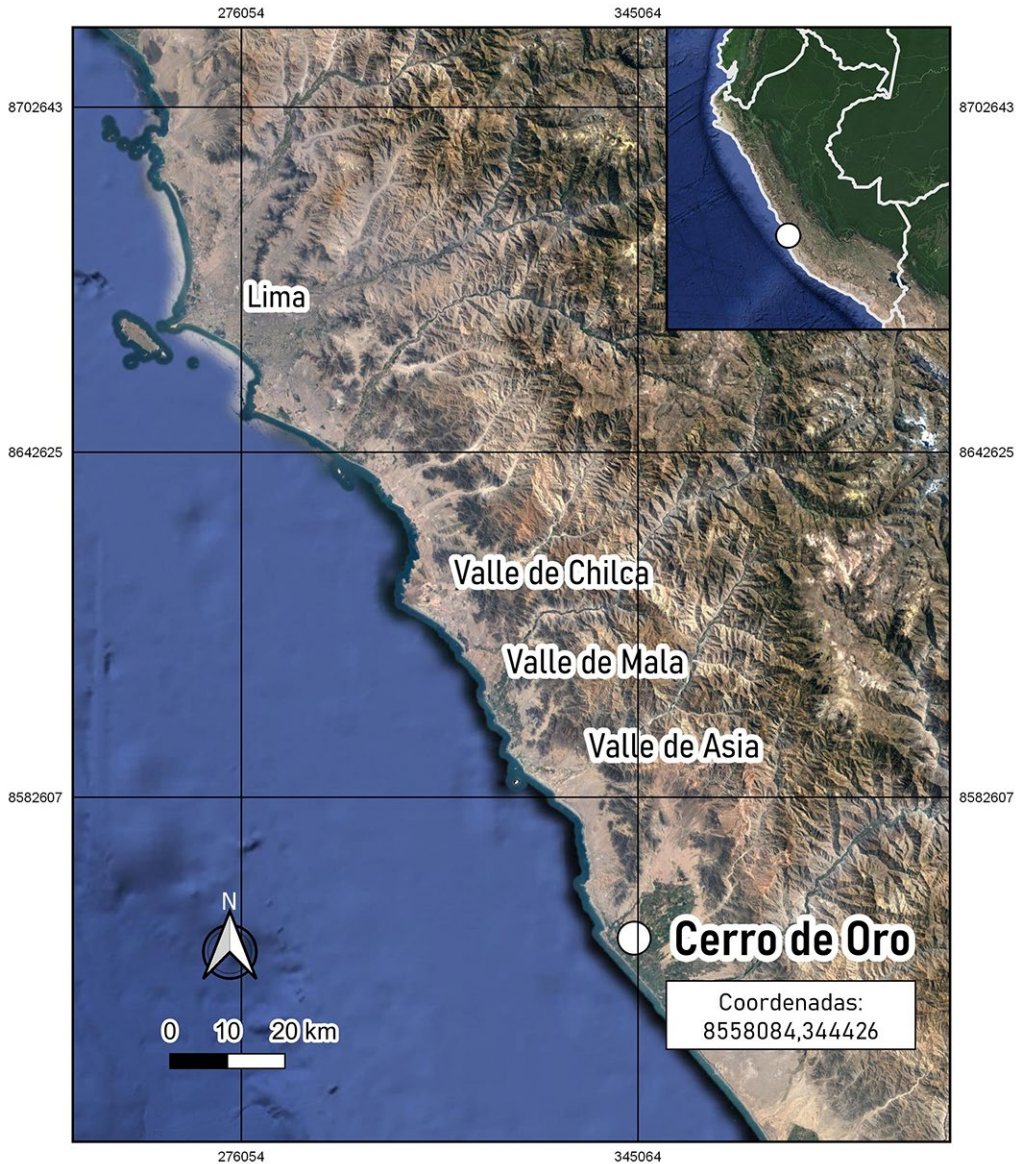 276054
345064
8702643
8702643
Lima
8642625
8642625
Valle de Chilca
Valle de Mala
Valle de Asia
8582607
8582607
N
Cerro de Oro
Coordenadas:
8558084,344426
0 10 20 km
276054
345064